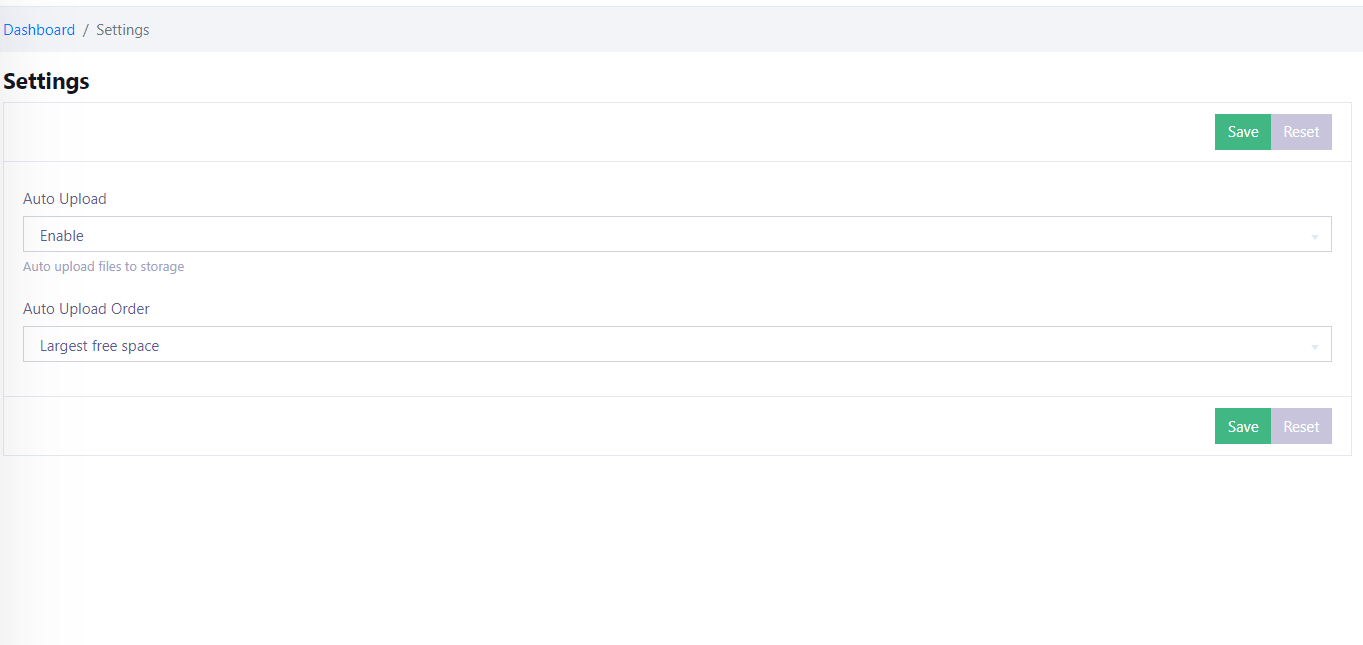 Dashboard / Settings
Settings
Save Reset
Auto Upload
Enable
Auto upload files to storage
Auto Upload Order
Largest free space
Save Reset